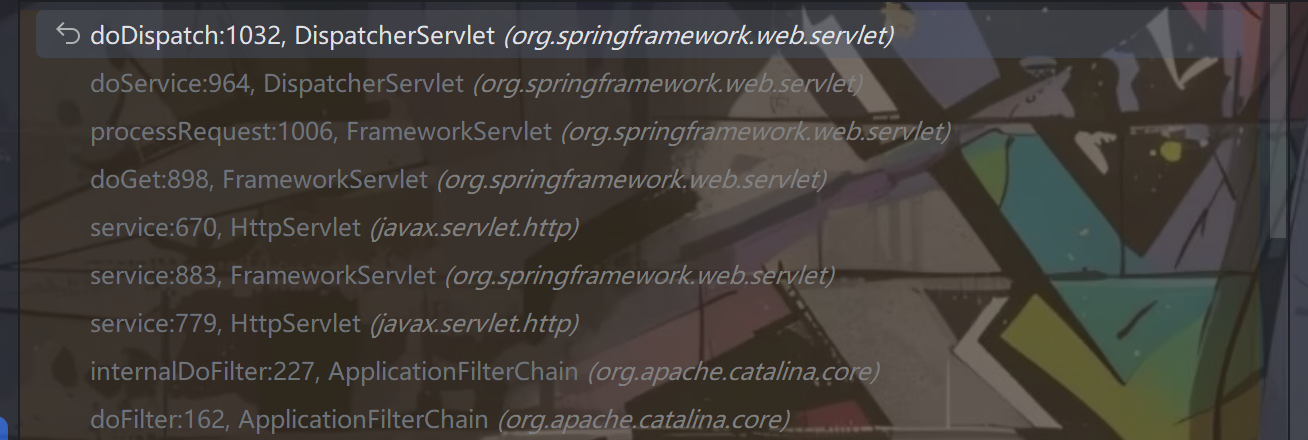 doDispatch:1032, DispatcherServlet (org.springframework.web.servlet)
doService:964, DispatcherServlet (org.springframework.web.servlet)
processRequest:1006, FrameworkServlet (org.springframework.web.servlet)
doGet:898, FrameworkServlet (org.springframework.web.servlet)
service:670, HttpServlet (javax.servlet.http)
service:883, FrameworkServlet (org.springframework.web.servlet)
service:779, HttpServlet (javax.servlet.http)
internalDoFilter:227, ApplicationFilterChain (org.apache.catalina.core)
doFilter:162, ApplicationFilterChain (org.apache.catalina.core)